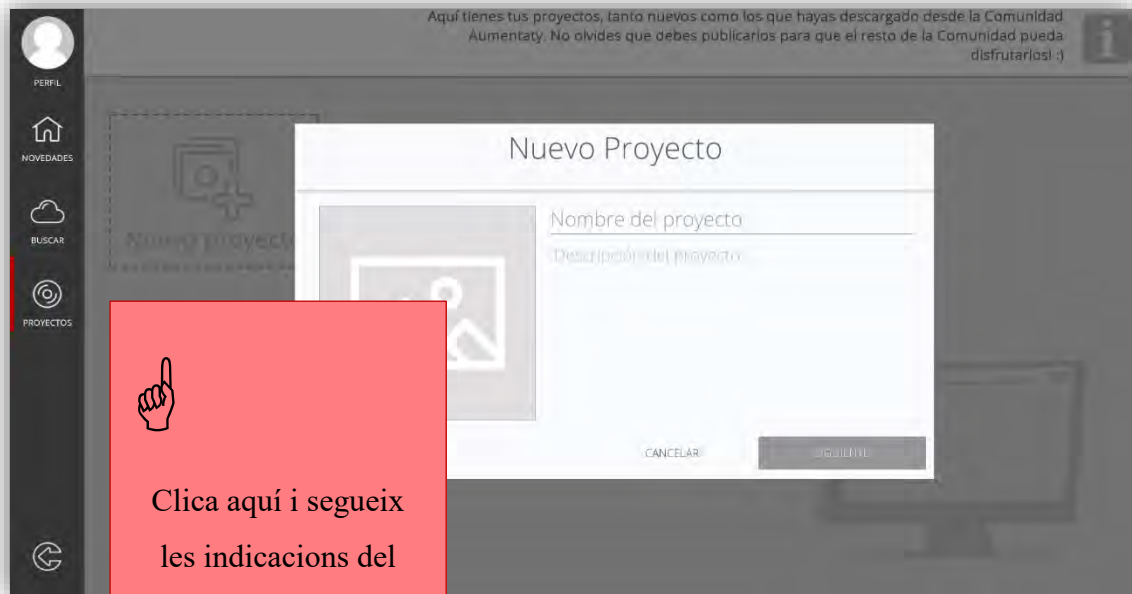 Aquí tienes tus proyectos, tanto nuevos como los que hayas descargado desde la Comunidad
Aumentaty. No olvides que debes publicarlos para que el resto de la Comunidad pueda
disfrutarlos! :)
PERFIL
NOVEDADES
BUSCAR
PROYECTOS
Nuevo proyecto
Nuevo Proyecto
Nombre del proyecto
Descripción del proyecto
CANCELAR
SIGUIENTE
Clica aquí i segueix
les indicacions del